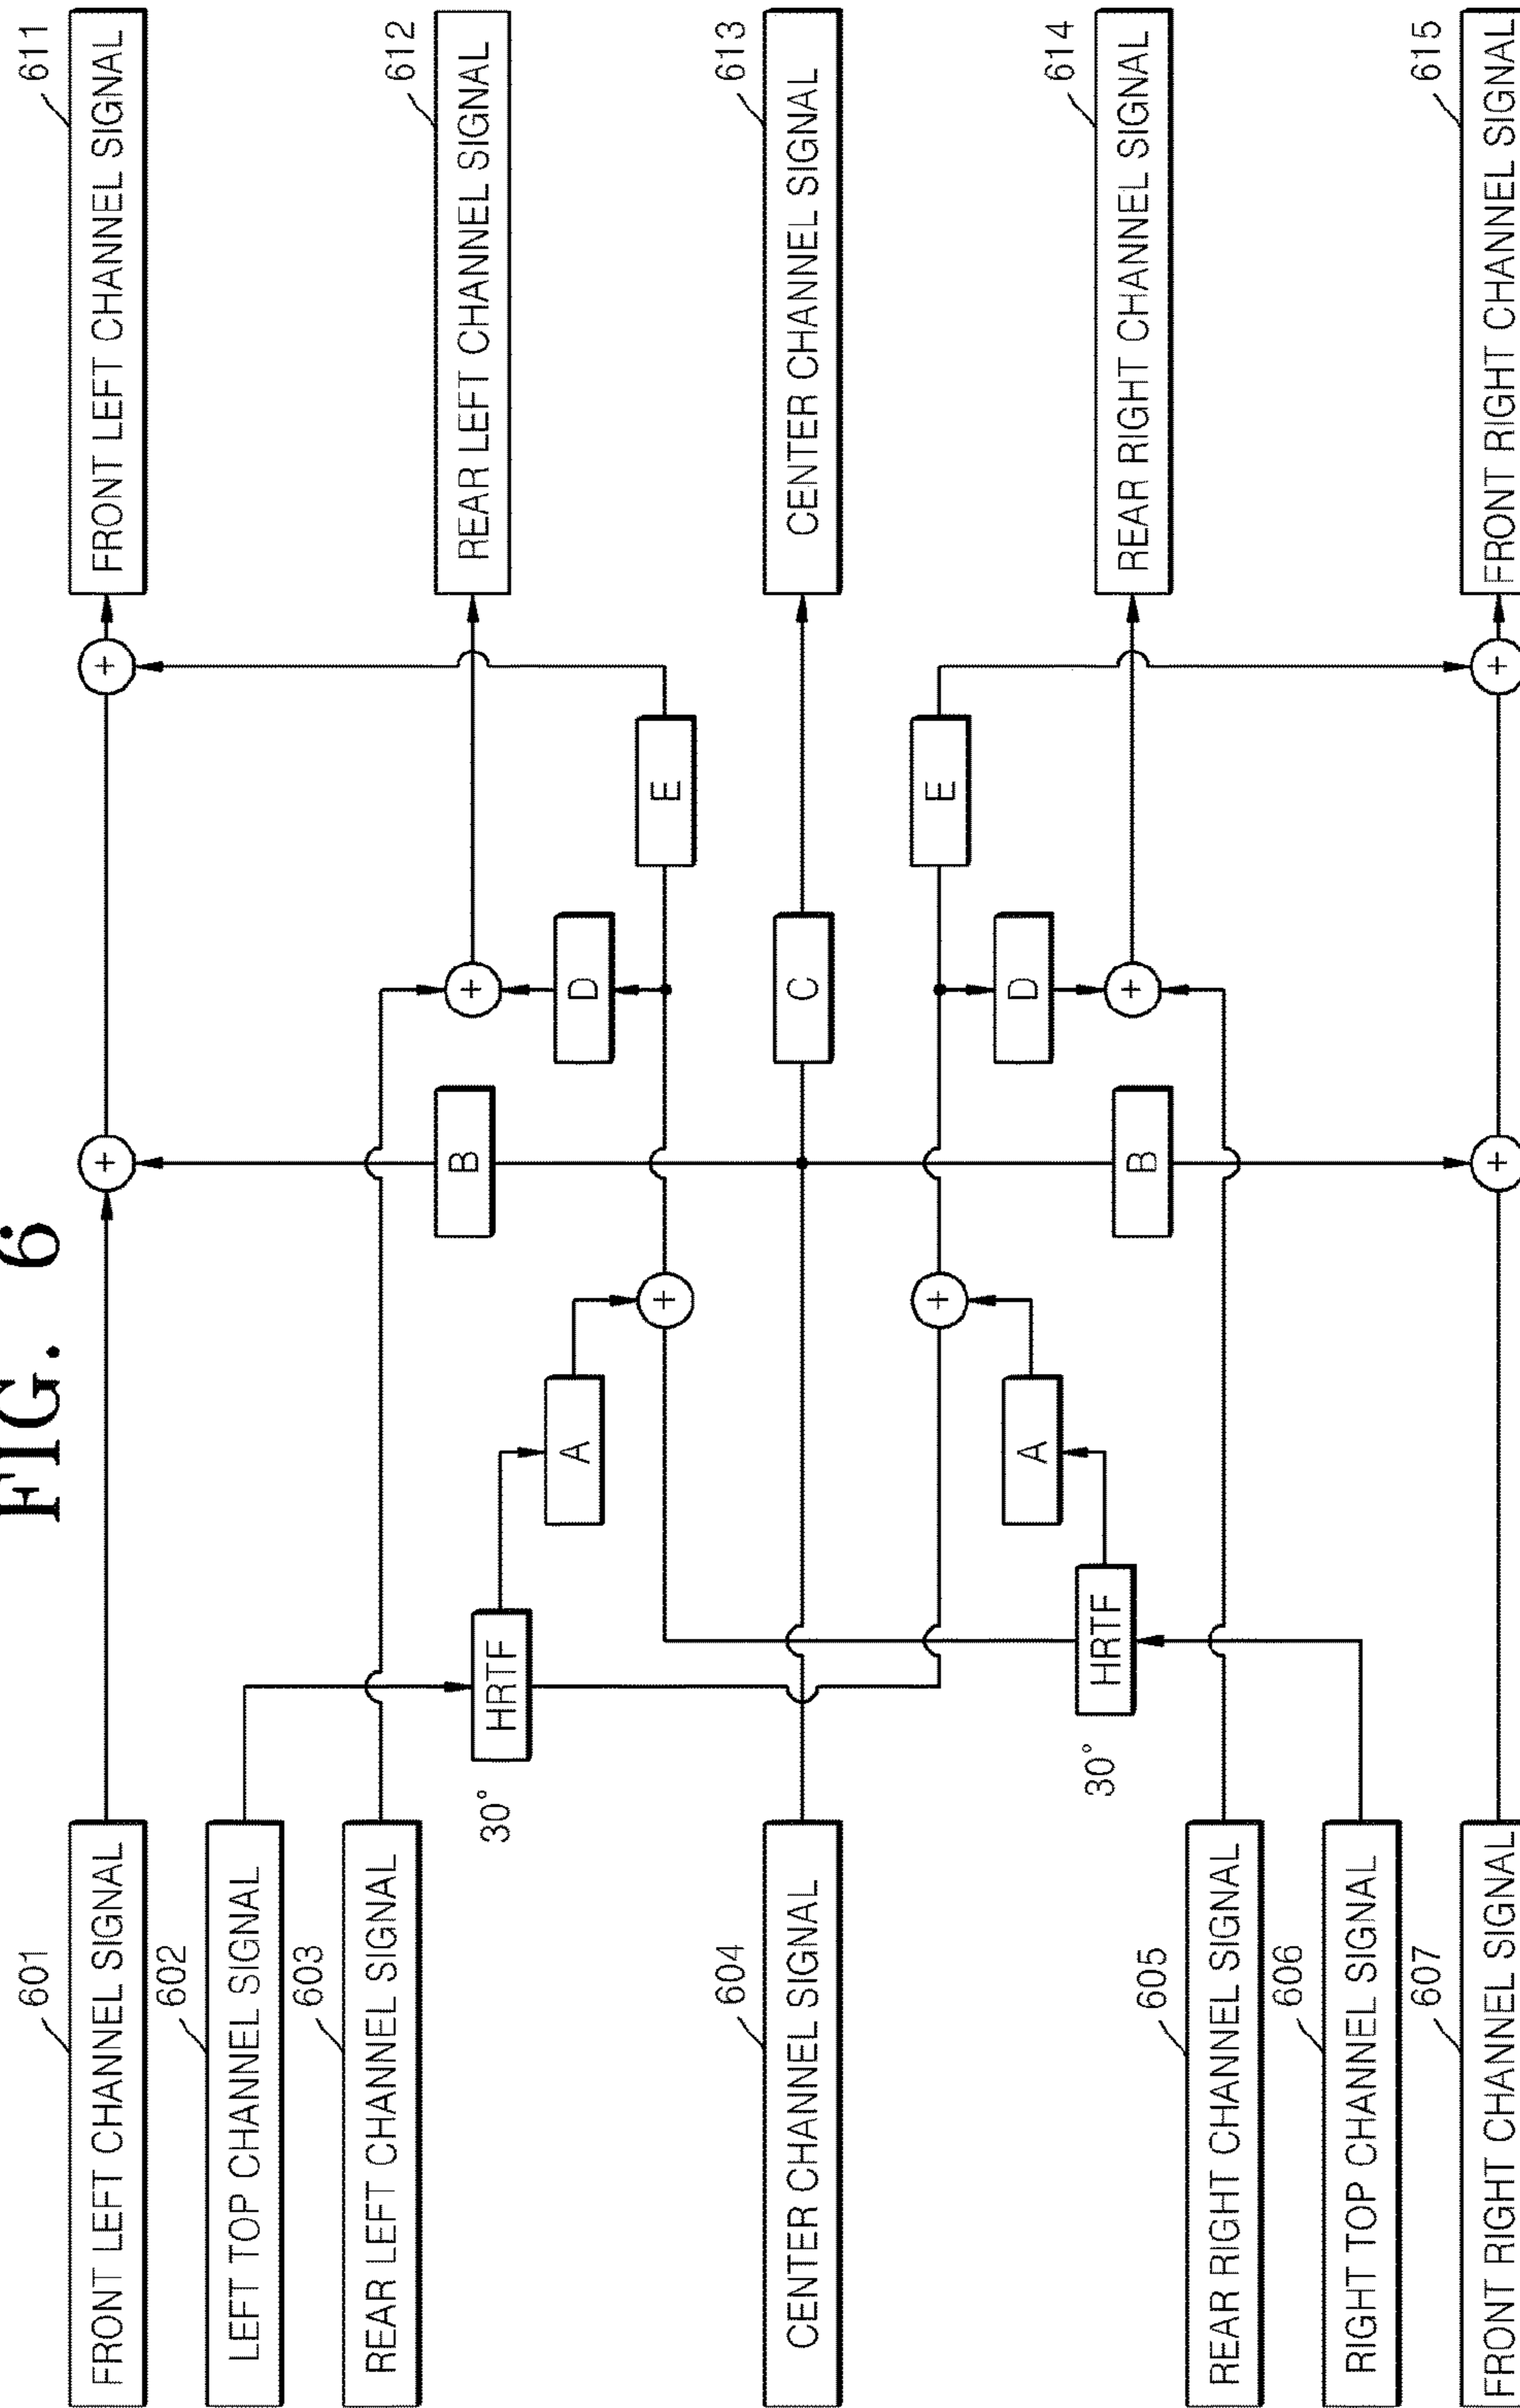 FIG. 6
601
FRONT LEFT CHANNEL SIGNAL
602
LEFT TOP CHANNEL SIGNAL
603
REAR LEFT CHANNEL SIGNAL
604
CENTER CHANNEL SIGNAL
605
REAR RIGHT CHANNEL SIGNAL
606
RIGHT TOP CHANNEL SIGNAL
607
FRONT RIGHT CHANNEL SIGNAL
30°
HRTF
30°
HRTF
A
A
+
+
+
B
B
+
+
D
C
D
+
E
E
+
+
611
FRONT LEFT CHANNEL SIGNAL
612
REAR LEFT CHANNEL SIGNAL
613
CENTER CHANNEL SIGNAL
614
REAR RIGHT CHANNEL SIGNAL
615
FRONT RIGHT CHANNEL SIGNAL